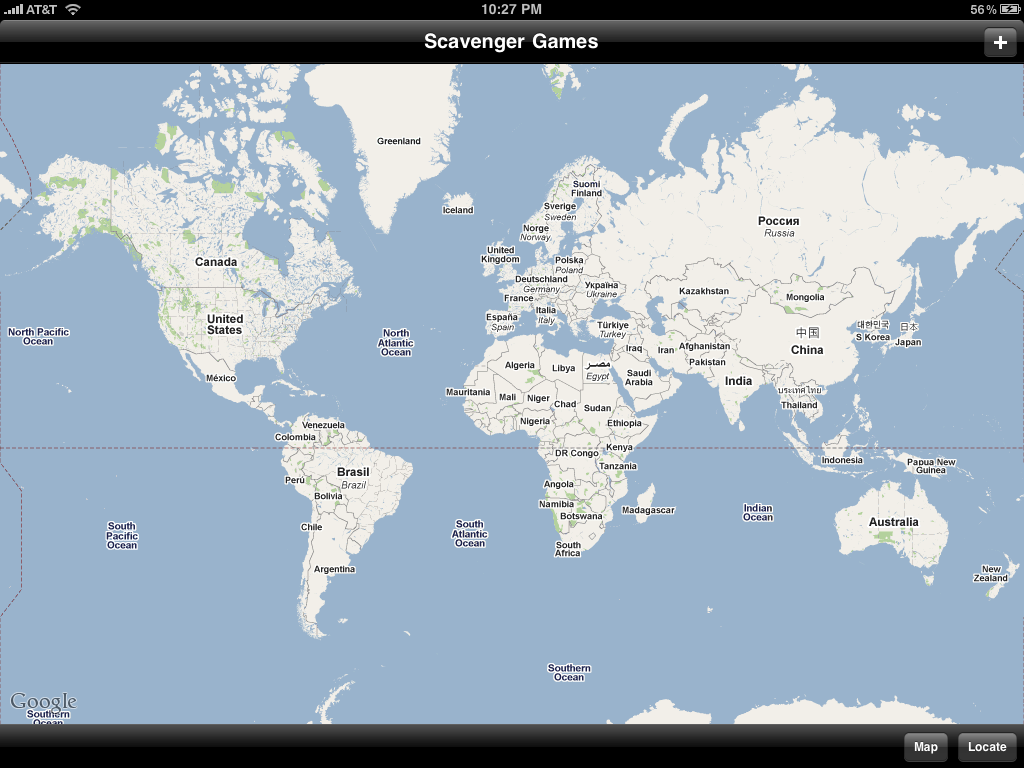 AT&T
10:27 PM
56%
Scavenger Games
+
Greenland
Iceland
Suomi
Finland
Sverige
Sweden
Norge
Norway
United
Kingdom
Polska
Poland
Deutschland
Germany
France
Україна
Ukraine
Italia
Italy
España
Spain
Türkiye
Turkey
Россия
Russia
Kazakhstan
Mongolia
中国
China
대한민국
S Korea
日本
Japan
Canada
United
States
México
North Pacific
Ocean
North
Atlantic
Ocean
Algeria
Libya
مصر
Egypt
Iraq
Iran
Afghanistan
Pakistan
Saudi
Arabia
India
ประเทศไทย
Thailand
Mauritania
Mali
Niger
Chad
Sudan
Nigeria
Ethiopia
DR Congo
Kenya
Tanzania
Angola
Namibia
Botswana
Madagascar
South
Africa
Venezuela
Colombia
Perú
Brasil
Brazil
Bolivia
Chile
Argentina
Indonesia
Papua New
Guinea
Australia
New
Zealand
South
Pacific
Ocean
South
Atlantic
Ocean
Indian
Ocean
Southern
Ocean
Google
Southern
Ocean
Map
Locate